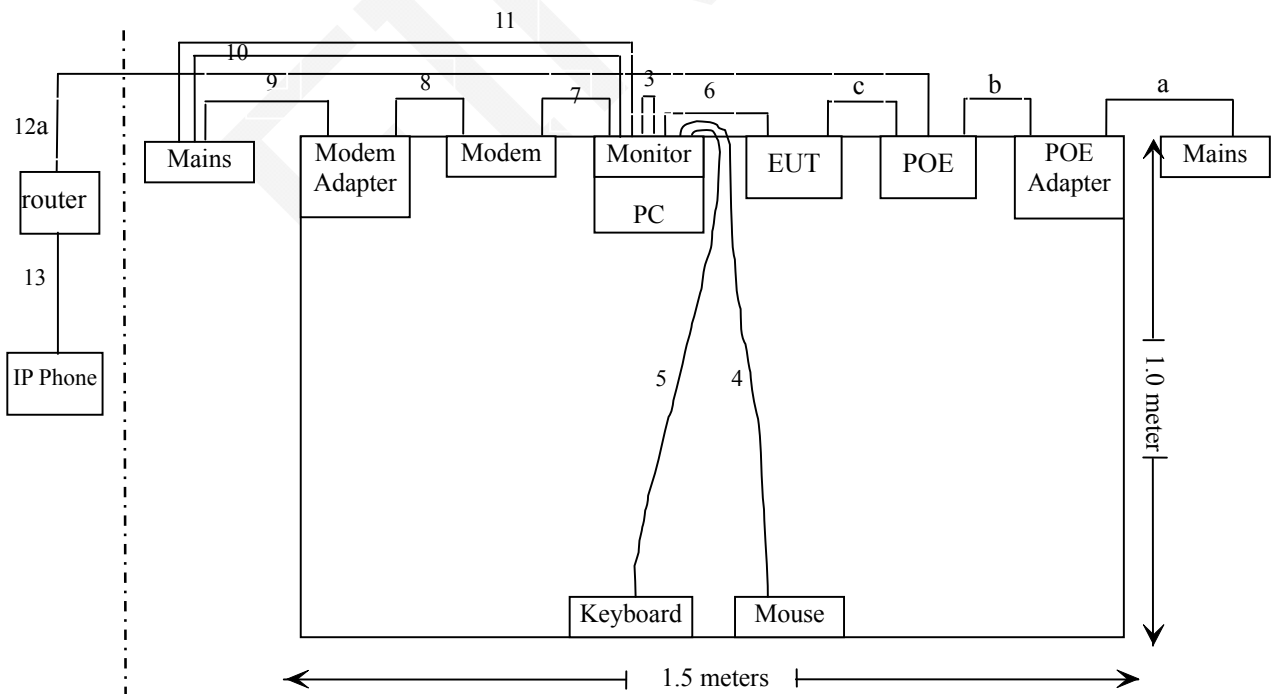 11
10
3
9
8
7
6
c
b
a
12a
Mains
Modem
Adapter
Modem
Monitor
PC
EUT
POE
POE
Adapter
Mains
router
13
IP Phone
5
4
1.0 meter
Keyboard
Mouse
1.5 meters